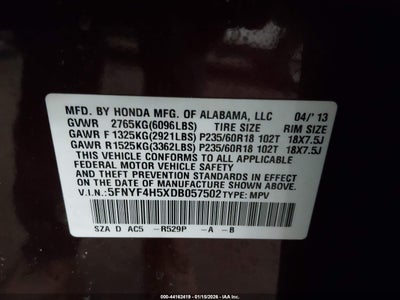 MFD. BY HONDA MFG. OF ALABAMA, LLC 04/'13
GVWR 2765KG(6096LBS) TIRE SIZE RIM SIZE
GAWR F 1325KG(2921LBS) P235/60R18 102T 18X7.5J
GAWR R 1525KG(3362LBS) P235/60R18 102T 18X7.5J
THIS VEHICLE CONFORMS TO ALL APPLICABLE
FEDERAL MOTOR VEHICLE SAFETY STANDARDS
AND THEFT PREVENTION STANDARDS
IN EFFECT ON THE DATE OF MANUFACTURE SHOWN ABOVE.
V.I.N.: 5FNYF4H5XDB057502 TYPE: MPV
SZA D AC5 -R529P -A -B
ID: 000-44162419 - 01/15/2026 - © IAA, Inc.